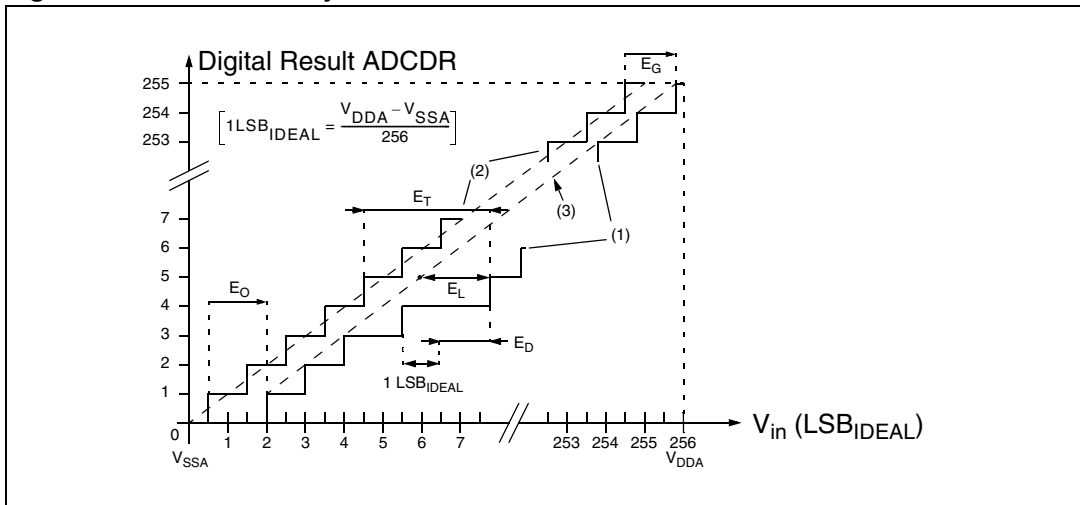 Digital Result ADCDR
E_G
255
254
253
[1LSB_IDEAL = (V_DDA – V_SSA) / 256]
(2)
(3)
(1)
E_T
7
6
5
4
3
2
1
0
E_O
E_L
E_D
1 LSB_IDEAL
1 2 3 4 5 6 7 253 254 255 256
V_SSA V_DDA
V_in (LSB_IDEAL)